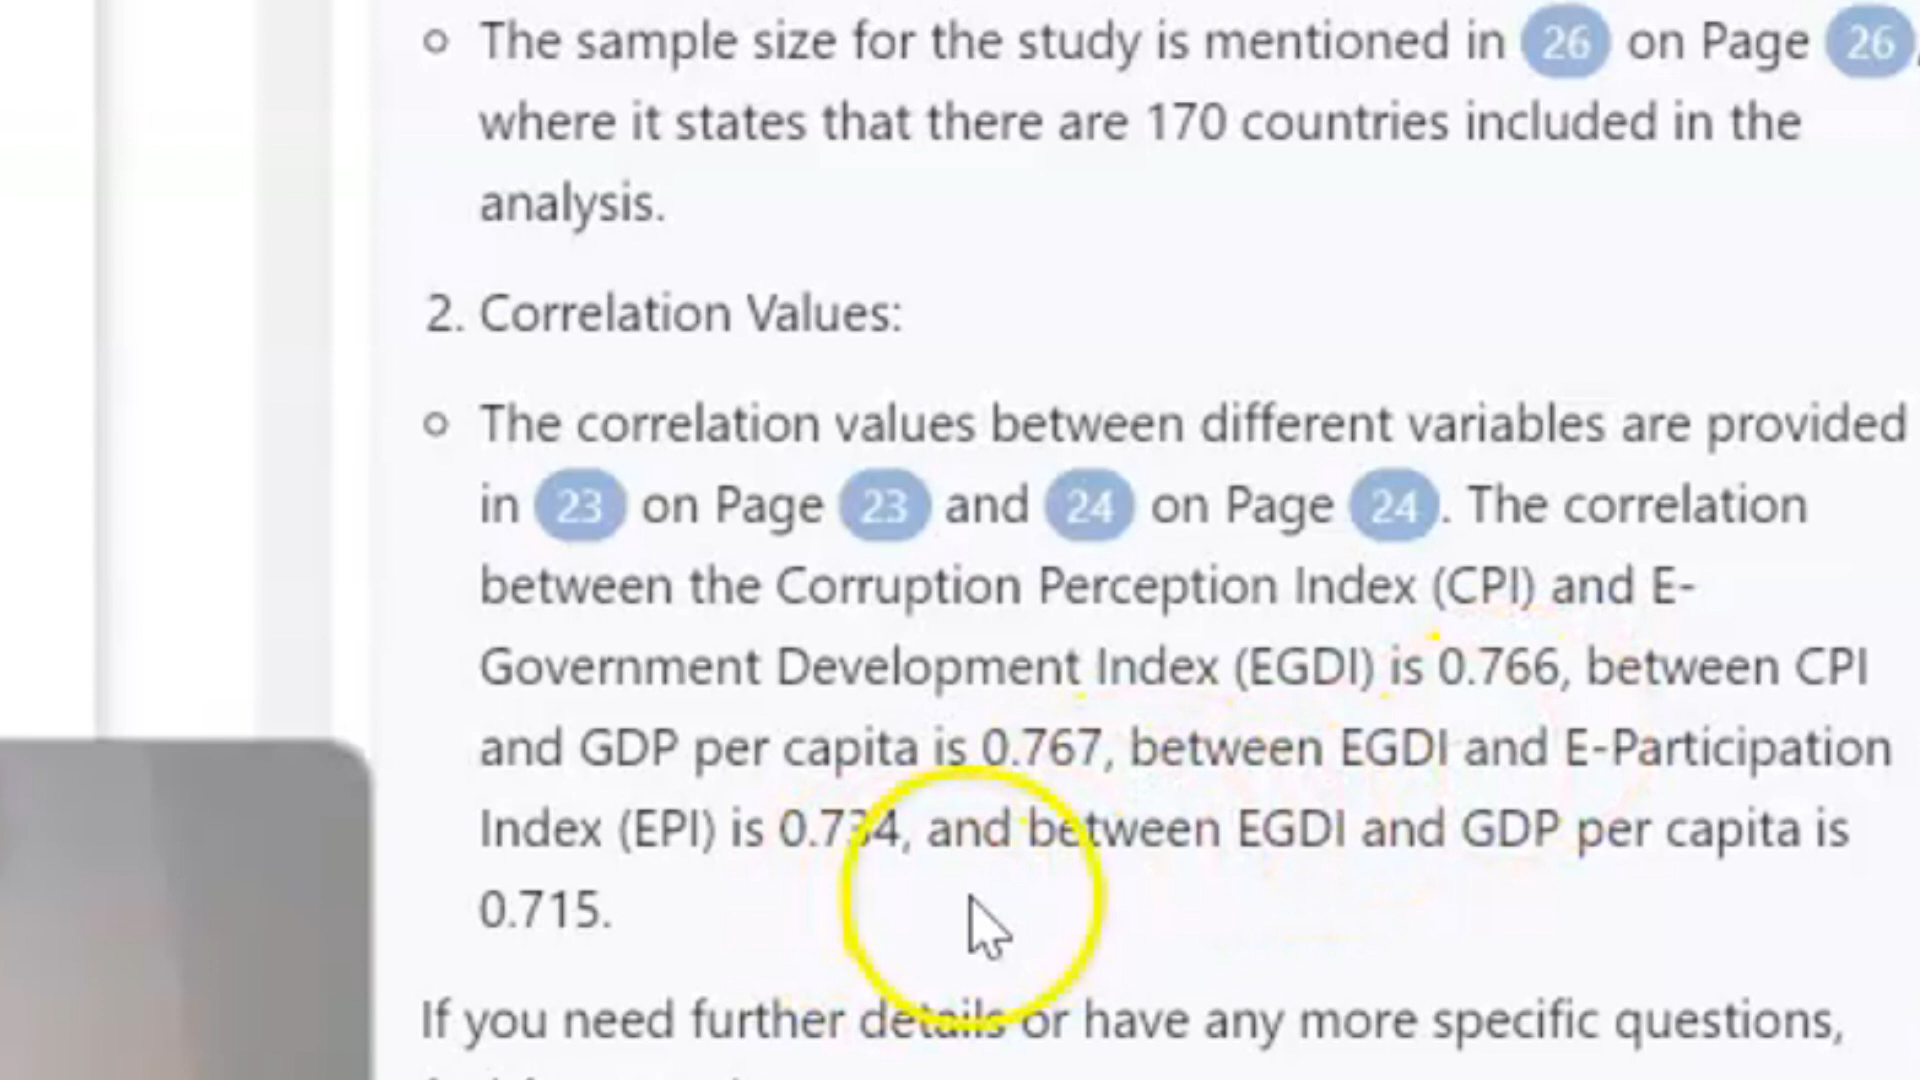 ○ The sample size for the study is mentioned in 26 on Page 26,
where it states that there are 170 countries included in the
analysis.
2. Correlation Values:
○ The correlation values between different variables are provided
in 23 on Page 23 and 24 on Page 24. The correlation
between the Corruption Perception Index (CPI) and E-
Government Development Index (EGDI) is 0.766, between CPI
and GDP per capita is 0.767, between EGDI and E-Participation
Index (EPI) is 0.734, and between EGDI and GDP per capita is
0.715.
If you need further details or have any more specific questions,